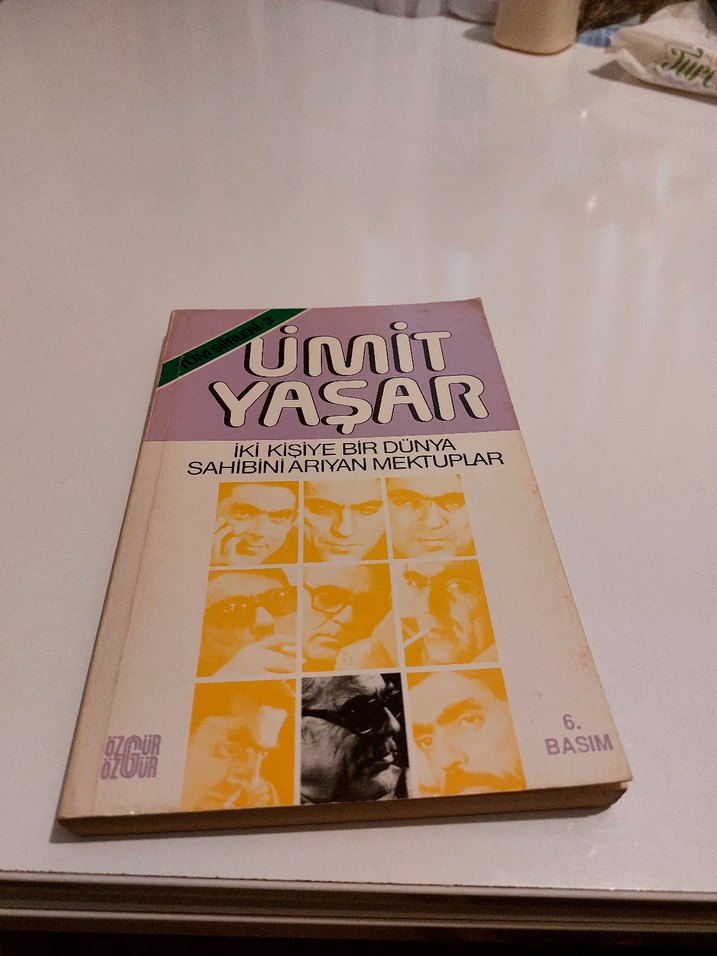 TÜM ŞİİRLERİ 3
ÜMİT
YAŞAR
İKİ KİŞİYE BİR DÜNYA
SAHİBİNİ ARIYAN MEKTUPLAR
6.
BASIM
ÖZGÜR
ÖZGÜR